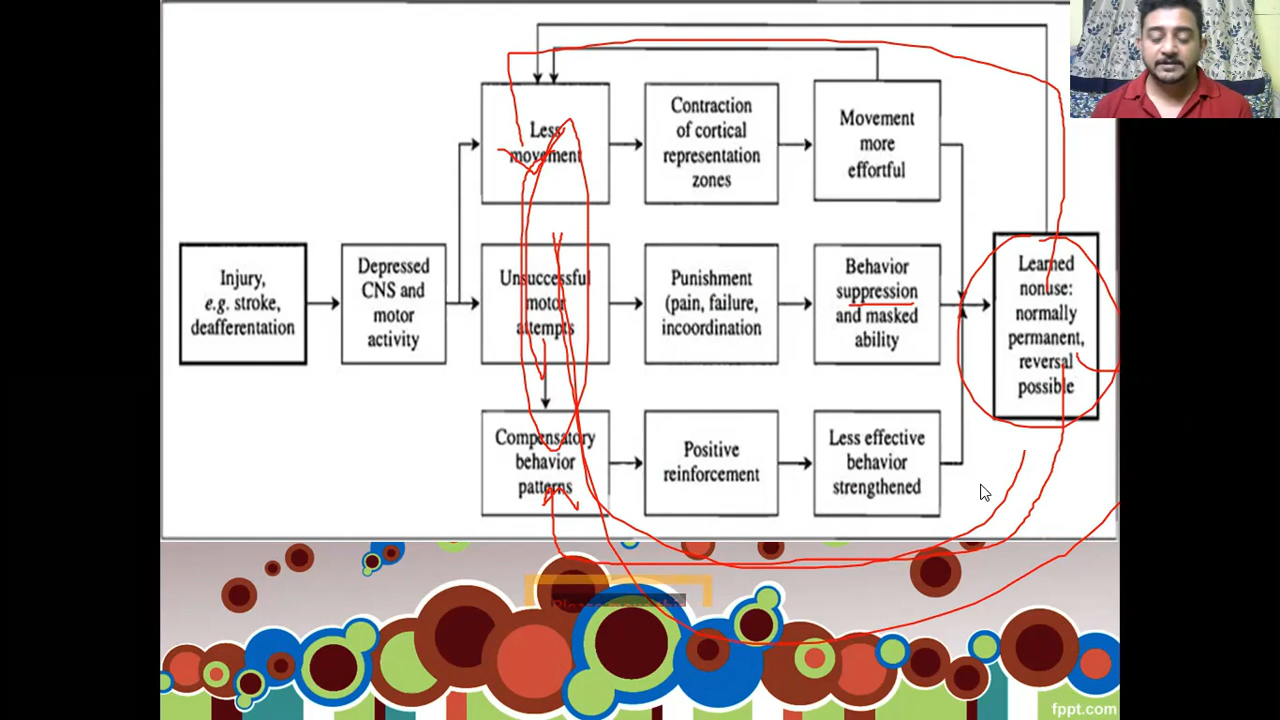 Less
movement
Contraction
of cortical
representation
zones
Movement
more
effortful
Injury,
e.g. stroke,
deafferentation
Depressed
CNS and
motor
activity
Unsuccessful
motor
attempts
Punishment
(pain, failure,
incoordination
Behavior
suppression
and masked
ability
Learned
nonuse:
normally
permanent,
reversal
possible
Compensatory
behavior
patterns
Positive
reinforcement
Less effective
behavior
strengthened
fppt.com